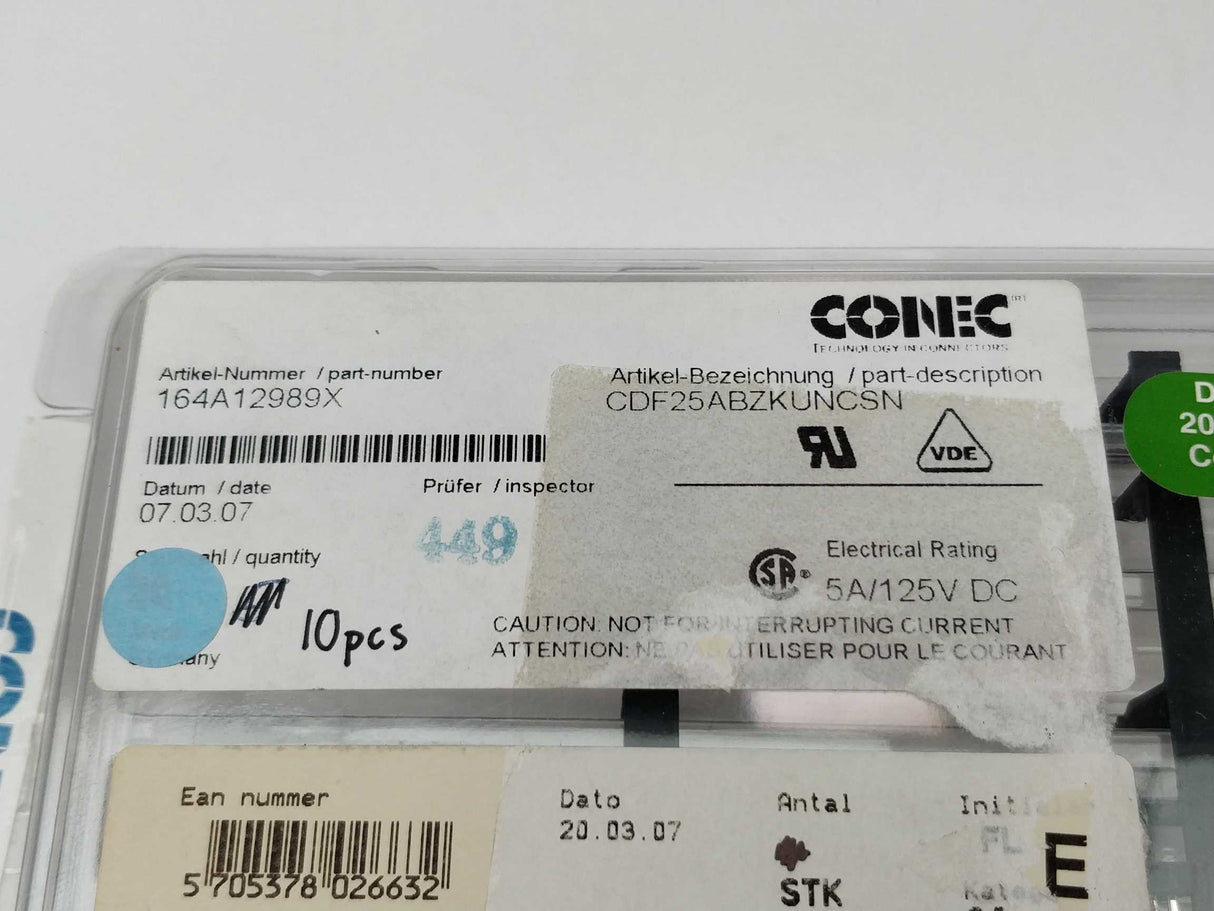 CONEC
TECHNOLOGY IN CONNECTORS
Artikel-Nummer / part-number
164A12989X
Artikel-Bezeichnung / part-description
CDF25ABZKUNCSN
VDE
Datum / date
07.03.07
Prüfer / inspector
449
/ quantity
10pcs
Electrical Rating
5A/125V DC
CAUTION: NOT FOR INTERRUPTING CURRENT
ATTENTION: NE PAS UTILISER POUR LE COURANT
Ean nummer
5 705378 026632
Dato
20.03.07
Antal
STK
FL
E